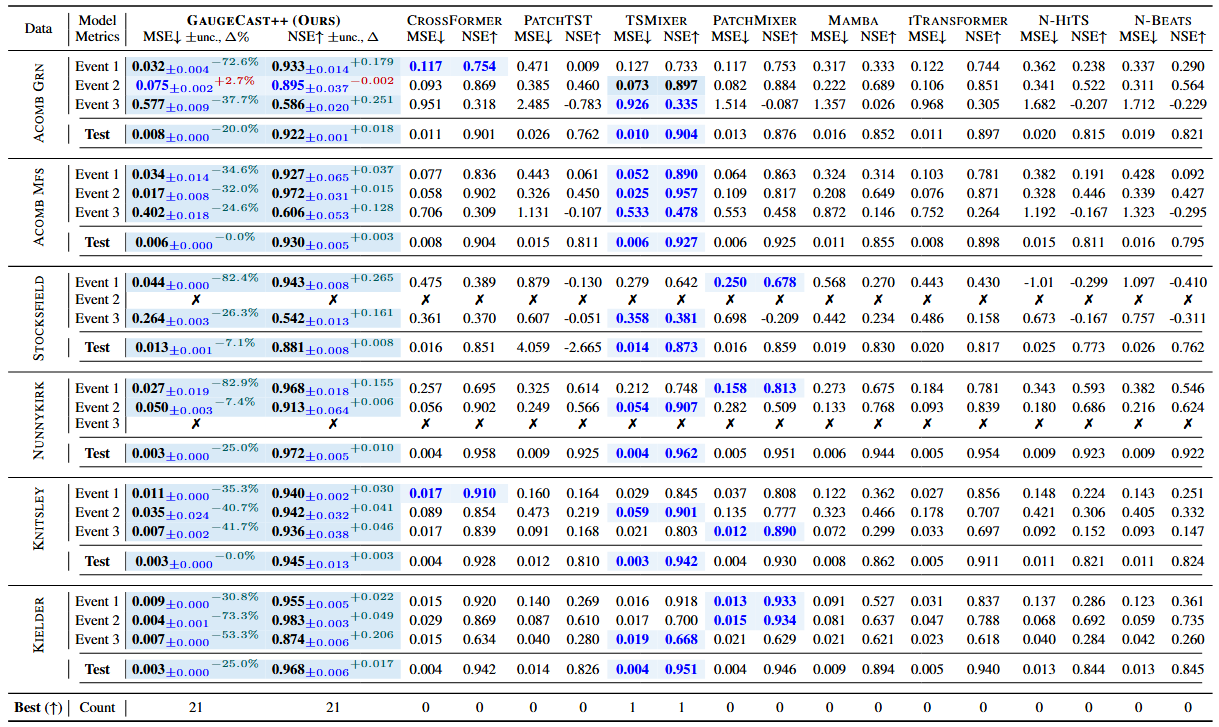 Data Model GAUGECAST++ (OURS) CROSSFORMER PATCHTST TSMIXER PATCHMIXER MAMBA ITRANSFORMER N-HITS N-BEATS
Metrics MSE↓ ±unc., Δ% NSE↑ ±unc., Δ MSE↓ NSE↑ MSE↓ NSE↑ MSE↓ NSE↑ MSE↓ NSE↑ MSE↓ NSE↑ MSE↓ NSE↑ MSE↓ NSE↑ MSE↓ NSE↑
ACOMB GRN
Event 1 0.032±0.004 −72.6% 0.933±0.014 +0.179 0.117 0.754 0.471 0.009 0.127 0.733 0.117 0.753 0.317 0.333 0.122 0.744 0.362 0.238 0.337 0.290
Event 2 0.075±0.002 +2.7% 0.895±0.037 −0.002 0.093 0.869 0.385 0.460 0.073 0.897 0.082 0.884 0.222 0.689 0.106 0.851 0.341 0.522 0.311 0.564
Event 3 0.577±0.009 −37.7% 0.586±0.020 +0.251 0.951 0.318 2.485 -0.783 0.926 0.335 1.514 -0.087 1.357 0.026 0.968 0.305 1.682 -0.207 1.712 -0.229
Test 0.008±0.000 −20.0% 0.922±0.001 +0.018 0.011 0.901 0.026 0.762 0.010 0.904 0.013 0.876 0.016 0.852 0.011 0.897 0.020 0.815 0.019 0.821
ACOMB MFS
Event 1 0.034±0.014 −34.6% 0.927±0.065 +0.037 0.077 0.836 0.443 0.061 0.052 0.890 0.064 0.863 0.324 0.314 0.103 0.781 0.382 0.191 0.428 0.092
Event 2 0.017±0.008 −32.0% 0.972±0.031 +0.015 0.058 0.902 0.326 0.450 0.025 0.957 0.109 0.817 0.208 0.649 0.076 0.871 0.328 0.446 0.339 0.427
Event 3 0.402±0.018 −24.6% 0.606±0.053 +0.128 0.706 0.309 1.131 -0.107 0.533 0.478 0.553 0.458 0.872 0.146 0.752 0.264 1.192 -0.167 1.323 -0.295
Test 0.006±0.000 −0.0% 0.930±0.005 +0.003 0.008 0.904 0.015 0.811 0.006 0.927 0.006 0.925 0.011 0.855 0.008 0.898 0.015 0.811 0.016 0.795
STOCKSFIELD
Event 1 0.044±0.000 −82.4% 0.943±0.008 +0.265 0.475 0.389 0.879 -0.130 0.279 0.642 0.250 0.678 0.568 0.270 0.443 0.430 -1.01 -0.299 1.097 -0.410
Event 2 ✗ ✗ ✗ ✗ ✗ ✗ ✗ ✗ ✗ ✗ ✗ ✗ ✗ ✗ ✗ ✗ ✗ ✗
Event 3 0.264±0.003 −26.3% 0.542±0.013 +0.161 0.361 0.370 0.607 -0.051 0.358 0.381 0.698 -0.209 0.442 0.234 0.486 0.158 0.673 -0.167 0.757 -0.311
Test 0.013±0.001 −7.1% 0.881±0.008 +0.008 0.016 0.851 4.059 -2.665 0.014 0.873 0.016 0.859 0.019 0.830 0.020 0.817 0.025 0.773 0.026 0.762
NUNNYKIRK
Event 1 0.027±0.019 −82.9% 0.968±0.018 +0.155 0.257 0.695 0.325 0.614 0.212 0.748 0.158 0.813 0.273 0.675 0.184 0.781 0.343 0.593 0.382 0.546
Event 2 0.050±0.003 −7.4% 0.913±0.064 +0.006 0.056 0.902 0.249 0.566 0.054 0.907 0.282 0.509 0.133 0.768 0.093 0.839 0.180 0.686 0.216 0.624
Event 3 ✗ ✗ ✗ ✗ ✗ ✗ ✗ ✗ ✗ ✗ ✗ ✗ ✗ ✗ ✗ ✗ ✗ ✗
Test 0.003±0.000 −25.0% 0.972±0.005 +0.010 0.004 0.958 0.009 0.925 0.004 0.962 0.005 0.951 0.006 0.944 0.005 0.954 0.009 0.923 0.009 0.922
KNITSLEY
Event 1 0.011±0.000 −35.3% 0.940±0.002 +0.030 0.017 0.910 0.160 0.164 0.029 0.845 0.037 0.808 0.122 0.362 0.027 0.856 0.148 0.224 0.143 0.251
Event 2 0.035±0.024 −40.7% 0.942±0.032 +0.041 0.089 0.854 0.473 0.219 0.059 0.901 0.135 0.777 0.323 0.466 0.178 0.707 0.421 0.306 0.405 0.332
Event 3 0.007±0.002 −41.7% 0.936±0.038 +0.046 0.017 0.839 0.091 0.168 0.021 0.803 0.012 0.890 0.072 0.299 0.033 0.697 0.092 0.152 0.093 0.147
Test 0.003±0.000 −0.0% 0.945±0.013 +0.003 0.004 0.928 0.012 0.810 0.003 0.942 0.004 0.930 0.008 0.862 0.005 0.911 0.011 0.821 0.011 0.824
KIELDER
Event 1 0.009±0.000 −30.8% 0.955±0.005 +0.022 0.015 0.920 0.140 0.269 0.016 0.918 0.013 0.933 0.091 0.527 0.031 0.837 0.137 0.286 0.123 0.361
Event 2 0.004±0.001 −73.3% 0.983±0.003 +0.049 0.029 0.869 0.087 0.610 0.017 0.700 0.015 0.934 0.081 0.637 0.047 0.788 0.068 0.692 0.059 0.735
Event 3 0.007±0.000 −53.3% 0.874±0.006 +0.206 0.015 0.634 0.040 0.280 0.019 0.668 0.021 0.629 0.021 0.621 0.023 0.618 0.040 0.284 0.042 0.260
Test 0.003±0.000 −25.0% 0.968±0.006 +0.017 0.004 0.942 0.014 0.826 0.004 0.951 0.004 0.946 0.009 0.894 0.005 0.940 0.013 0.844 0.013 0.845
Best (↑) Count 21 21 0 0 0 0 1 1 0 0 0 0 0 0 0 0 0 0